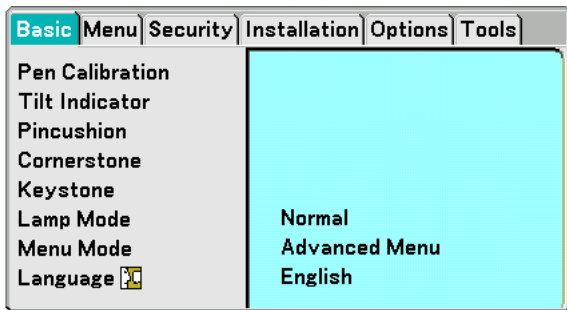 Basic Menu Security Installation Options Tools
Pen Calibration
Tilt Indicator
Pincushion
Cornerstone
Keystone
Lamp Mode Normal
Menu Mode Advanced Menu
Language English